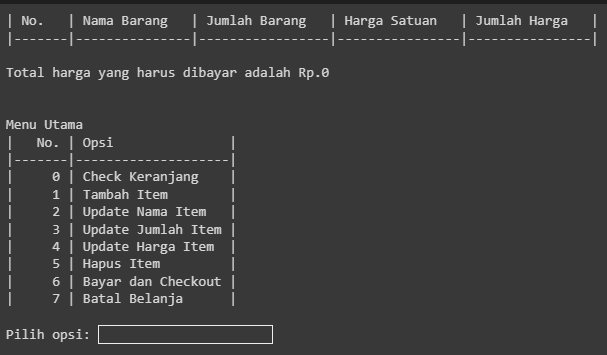 | No.   | Nama Barang   | Jumlah Barang   | Harga Satuan   | Jumlah Harga   |
|-------|---------------|-----------------|----------------|----------------|
Total harga yang harus dibayar adalah Rp.0
Menu Utama
|   No. | Opsi               |
|-------|--------------------|
|     0 | Check Keranjang    |
|     1 | Tambah Item        |
|     2 | Update Nama Item   |
|     3 | Update Jumlah Item |
|     4 | Update Harga Item  |
|     5 | Hapus Item         |
|     6 | Bayar dan Checkout |
|     7 | Batal Belanja      |
Pilih opsi: